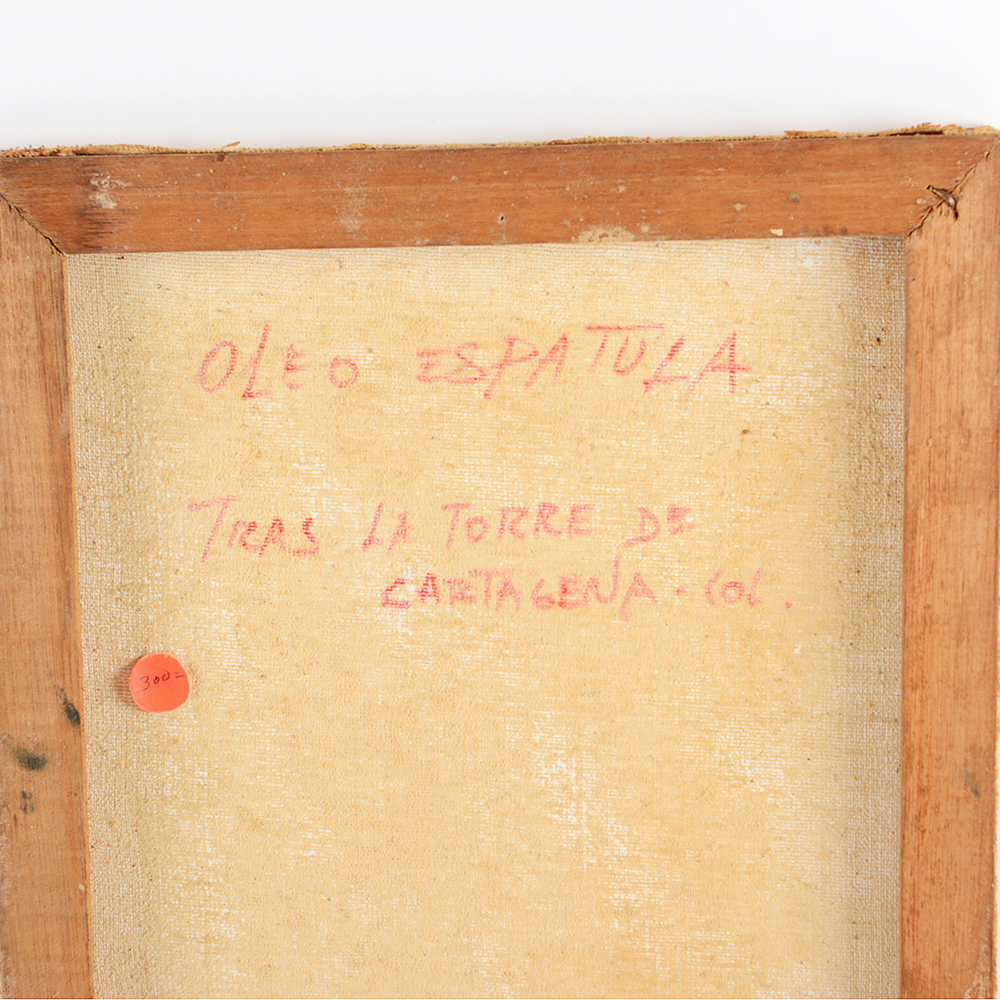 OLEO ESPATULA
TRAS LA TORRE DE
CARTAGENA - COL.
300=